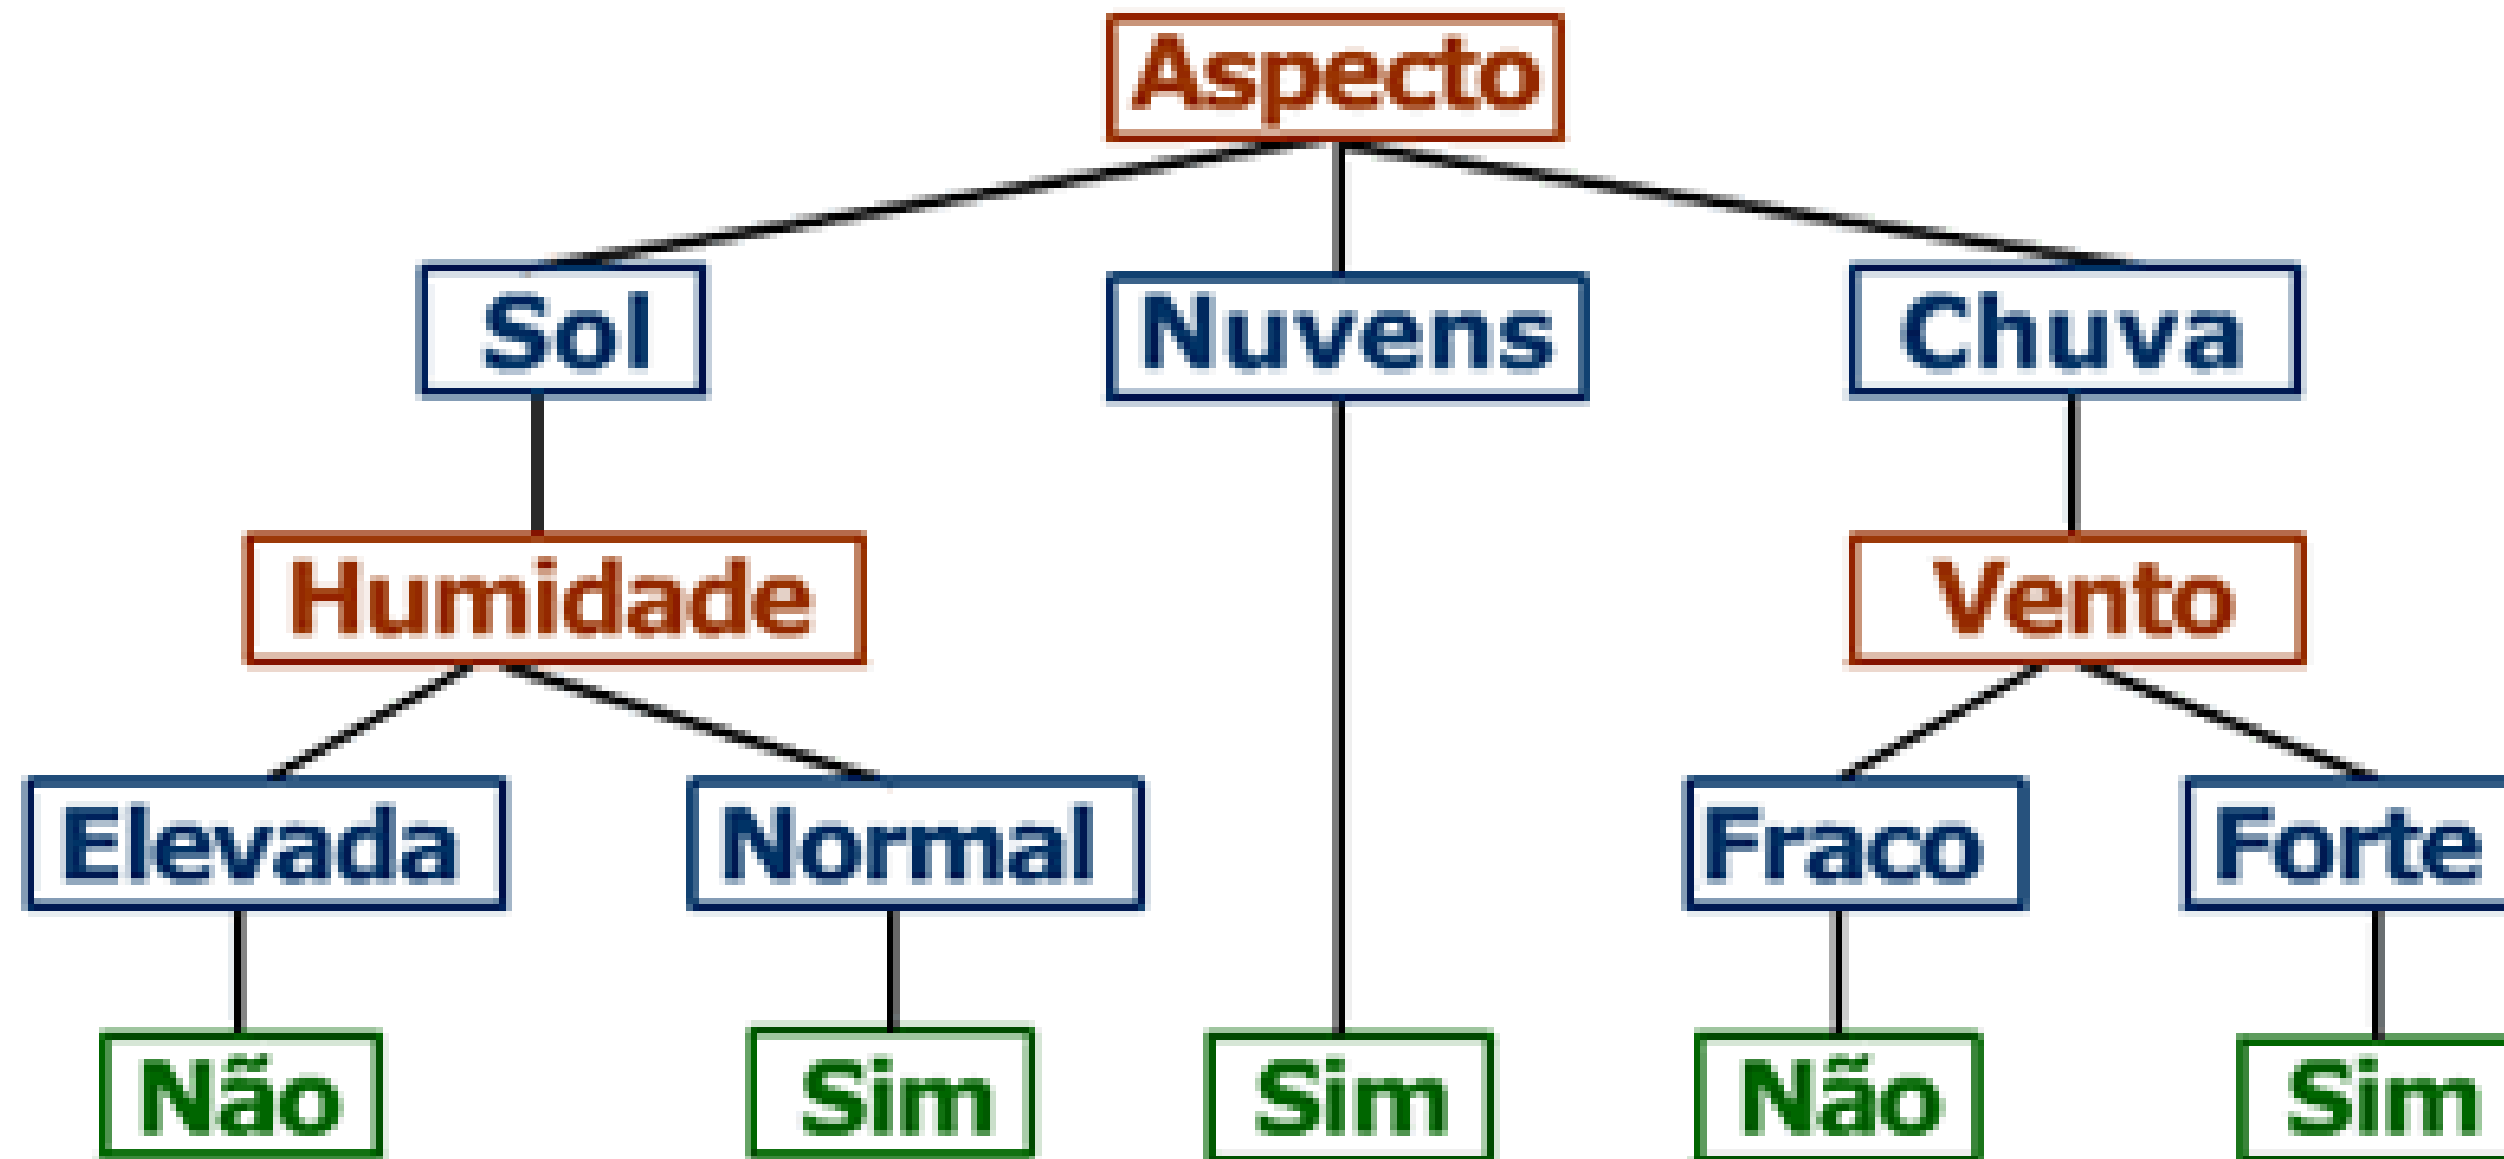 Aspecto
Sol Nuvens Chuva
Humidade Vento
Elevada Normal Fraco Forte
Não Sim Sim Não Sim